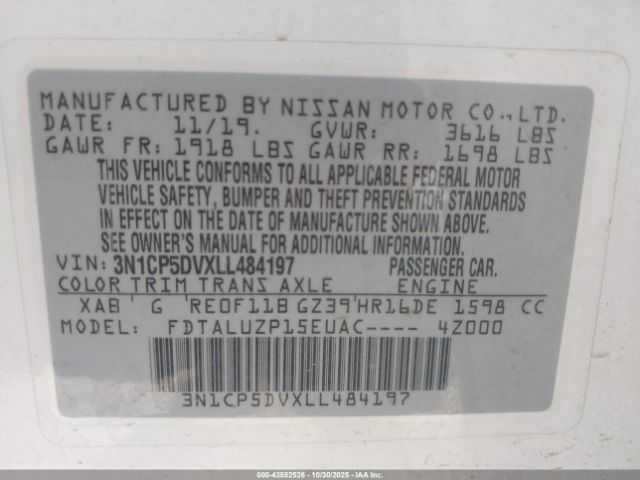 MANUFACTURED BY NISSAN MOTOR CO., LTD.
DATE: 11/19. GVWR: 3616 LBS
GAWR FR: 1918 LBS GAWR RR: 1698 LBS
THIS VEHICLE CONFORMS TO ALL APPLICABLE FEDERAL MOTOR
VEHICLE SAFETY, BUMPER AND THEFT PREVENTION STANDARDS
IN EFFECT ON THE DATE OF MANUFACTURE SHOWN ABOVE.
SEE OWNER'S MANUAL FOR ADDITIONAL INFORMATION.
VIN: 3N1CP5DVXLL484197 PASSENGER CAR.
COLOR TRIM TRANS AXLE ENGINE
XAB G RE0F11B GZ39 HR16DE 1598 CC
MODEL: FDTALUZP15EUAC---- 4Z000
3N1CP5DVXLL484197
000-43582526 | 10/30/2025 | IAAI.COM